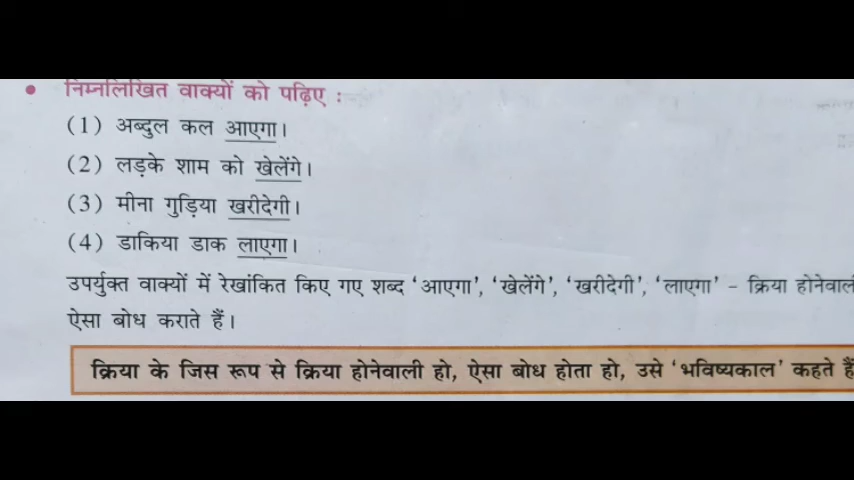 • निम्नलिखित वाक्यों को पढ़िए :
(1) अब्दुल कल आएगा।
(2) लड़के शाम को खेलेंगे।
(3) मीना गुड़िया खरीदेगी।
(4) डाकिया डाक लाएगा।
उपर्युक्त वाक्यों में रेखांकित किए गए शब्द ‘आएगा’, ‘खेलेंगे’, ‘खरीदेगी’, ‘लाएगा’ – क्रिया होनेवाली
ऐसा बोध कराते हैं।
क्रिया के जिस रूप से क्रिया होनेवाली हो, ऐसा बोध होता हो, उसे ‘भविष्यकाल’ कहते हैं